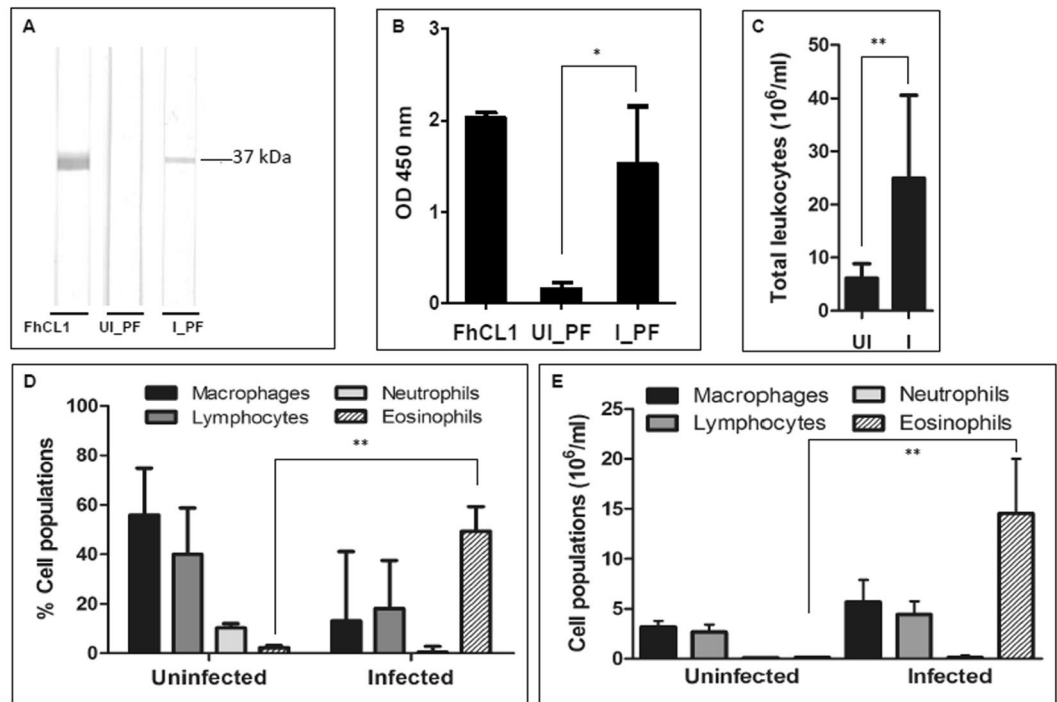 A
37 kDa
FhCL1 UI_PF I_PF
B
*
OD 450 nm
2
1
0
FhCL1 UI_PF I_PF
C
**
Total leukocytes (10⁶/ml)
50
40
30
20
10
0
UI I
D
Macrophages Neutrophils
Lymphocytes Eosinophils
**
% Cell populations
100
80
60
40
20
0
Uninfected Infected
E
Macrophages Neutrophils
Lymphocytes Eosinophils
**
Cell populations (10⁶/ml)
25
20
15
10
5
0
Uninfected Infected